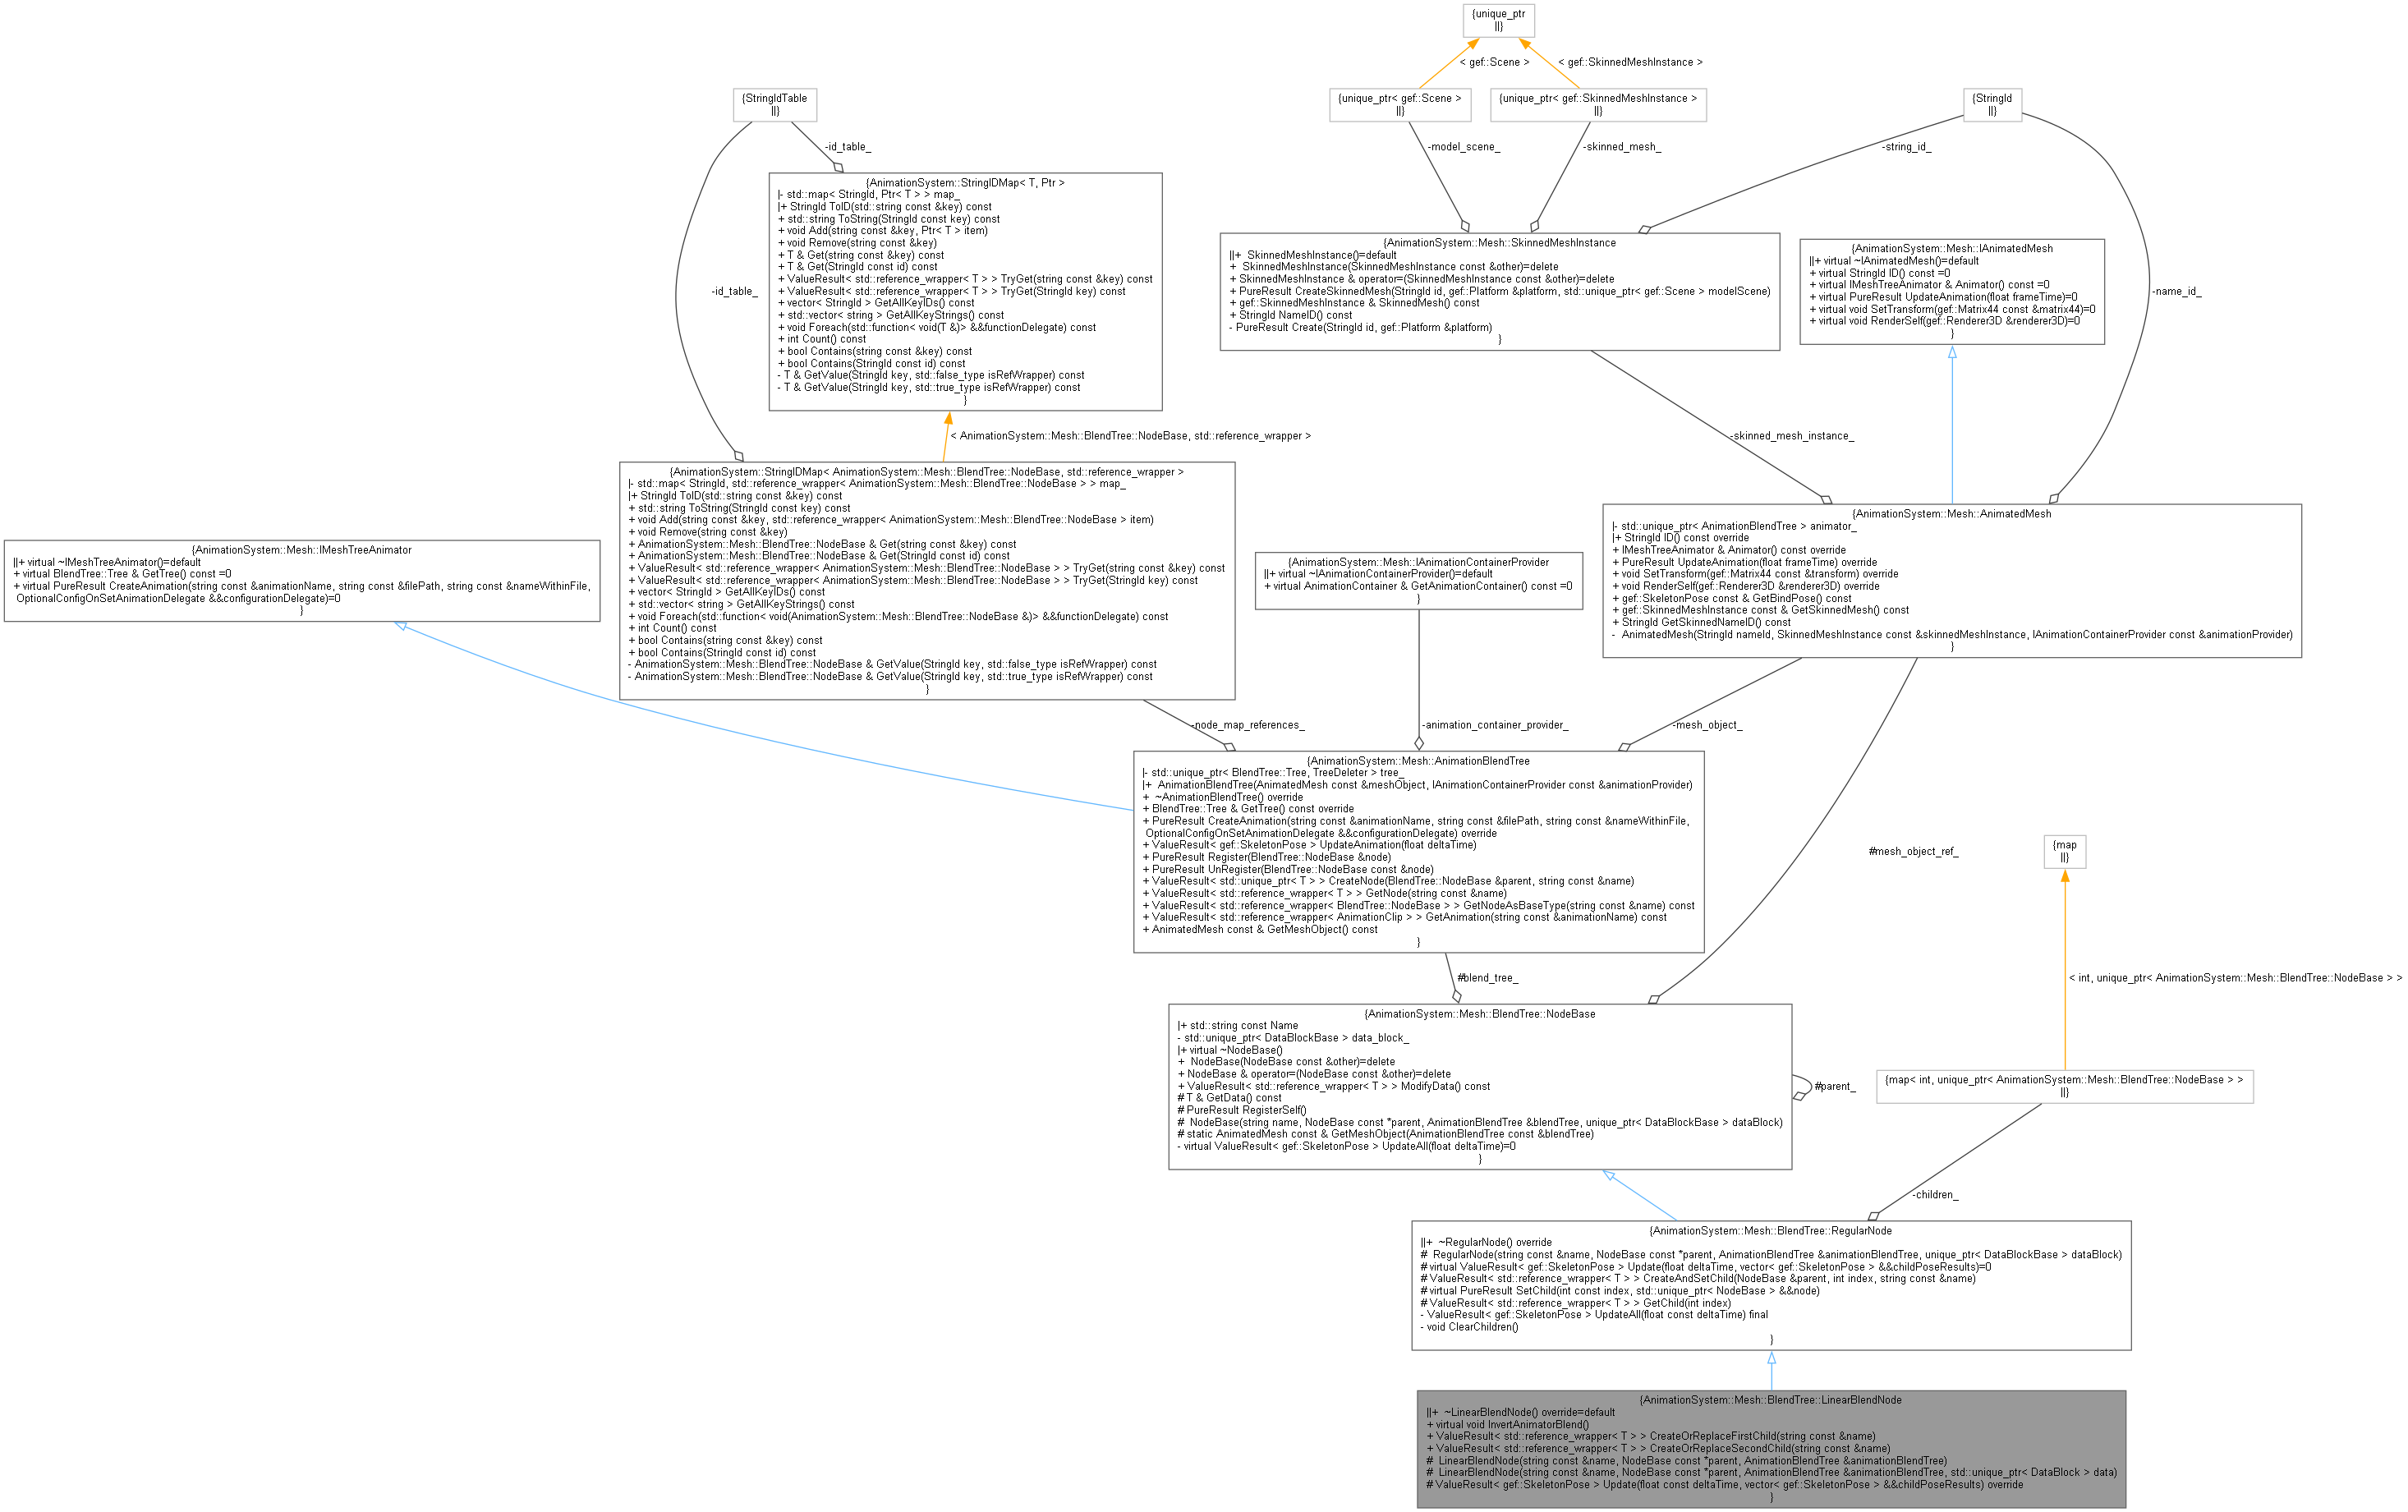 {unique_ptr
||}
< gef::Scene >
< gef::SkinnedMeshInstance >
{StringIdTable
||}
{unique_ptr< gef::Scene >
||}
{unique_ptr< gef::SkinnedMeshInstance >
||}
{StringId
||}
-id_table_
-model_scene_
-skinned_mesh_
-string_id_
{AnimationSystem::StringIDMap< T, Ptr >
|- std::map< StringId, Ptr< T > > map_
|+ StringId ToID(std::string const &key) const
+ std::string ToString(StringId const key) const
+ void Add(string const &key, Ptr< T > item)
+ void Remove(string const &key)
+ T & Get(string const &key) const
+ T & Get(StringId const id) const
+ ValueResult< std::reference_wrapper< T > > TryGet(string const &key) const
+ ValueResult< std::reference_wrapper< T > > TryGet(StringId key) const
+ vector< StringId > GetAllKeyIDs() const
+ std::vector< string > GetAllKeyStrings() const
+ void Foreach(std::function< void(T &)> &&functionDelegate) const
+ int Count() const
+ bool Contains(string const &key) const
+ bool Contains(StringId const id) const
- T & GetValue(StringId key, std::false_type isRefWrapper) const
- T & GetValue(StringId key, std::true_type isRefWrapper) const
}
{AnimationSystem::Mesh::SkinnedMeshInstance
||+  SkinnedMeshInstance()=default
+  SkinnedMeshInstance(SkinnedMeshInstance const &other)=delete
+ SkinnedMeshInstance & operator=(SkinnedMeshInstance const &other)=delete
+ PureResult CreateSkinnedMesh(StringId id, gef::Platform &platform, std::unique_ptr< gef::Scene > modelScene)
+ gef::SkinnedMeshInstance & SkinnedMesh() const
+ StringId NameID() const
- PureResult Create(StringId id, gef::Platform &platform)
}
{AnimationSystem::Mesh::IAnimatedMesh
||+ virtual ~IAnimatedMesh()=default
+ virtual StringId ID() const =0
+ virtual IMeshTreeAnimator & Animator() const =0
+ virtual PureResult UpdateAnimation(float frameTime)=0
+ virtual void SetTransform(gef::Matrix44 const &matrix44)=0
+ virtual void RenderSelf(gef::Renderer3D &renderer3D)=0
}
-id_table_
-name_id_
< AnimationSystem::Mesh::BlendTree::NodeBase, std::reference_wrapper >
-skinned_mesh_instance_
{AnimationSystem::StringIDMap< AnimationSystem::Mesh::BlendTree::NodeBase, std::reference_wrapper >
|- std::map< StringId, std::reference_wrapper< AnimationSystem::Mesh::BlendTree::NodeBase > > map_
|+ StringId ToID(std::string const &key) const
+ std::string ToString(StringId const key) const
+ void Add(string const &key, std::reference_wrapper< AnimationSystem::Mesh::BlendTree::NodeBase > item)
+ void Remove(string const &key)
+ AnimationSystem::Mesh::BlendTree::NodeBase & Get(string const &key) const
+ AnimationSystem::Mesh::BlendTree::NodeBase & Get(StringId const id) const
+ ValueResult< std::reference_wrapper< AnimationSystem::Mesh::BlendTree::NodeBase > > TryGet(string const &key) const
+ ValueResult< std::reference_wrapper< AnimationSystem::Mesh::BlendTree::NodeBase > > TryGet(StringId key) const
+ vector< StringId > GetAllKeyIDs() const
+ std::vector< string > GetAllKeyStrings() const
+ void Foreach(std::function< void(AnimationSystem::Mesh::BlendTree::NodeBase &)> &&functionDelegate) const
+ int Count() const
+ bool Contains(string const &key) const
+ bool Contains(StringId const id) const
- AnimationSystem::Mesh::BlendTree::NodeBase & GetValue(StringId key, std::false_type isRefWrapper) const
- AnimationSystem::Mesh::BlendTree::NodeBase & GetValue(StringId key, std::true_type isRefWrapper) const
}
{AnimationSystem::Mesh::IMeshTreeAnimator
||+ virtual ~IMeshTreeAnimator()=default
+ virtual BlendTree::Tree & GetTree() const =0
+ virtual PureResult CreateAnimation(string const &animationName, string const &filePath, string const &nameWithinFile,
OptionalConfigOnSetAnimationDelegate &&configurationDelegate)=0
}
{AnimationSystem::Mesh::IAnimationContainerProvider
||+ virtual ~IAnimationContainerProvider()=default
+ virtual AnimationContainer & GetAnimationContainer() const =0
}
{AnimationSystem::Mesh::AnimatedMesh
|- std::unique_ptr< AnimationBlendTree > animator_
|+ StringId ID() const override
+ IMeshTreeAnimator & Animator() const override
+ PureResult UpdateAnimation(float frameTime) override
+ void SetTransform(gef::Matrix44 const &transform) override
+ void RenderSelf(gef::Renderer3D &renderer3D) override
+ gef::SkeletonPose const & GetBindPose() const
+ gef::SkinnedMeshInstance const & GetSkinnedMesh() const
+ StringId GetSkinnedNameID() const
-  AnimatedMesh(StringId nameId, SkinnedMeshInstance const &skinnedMeshInstance, IAnimationContainerProvider const &animationProvider)
}
-node_map_references_
-animation_container_provider_
-mesh_object_
{AnimationSystem::Mesh::AnimationBlendTree
|- std::unique_ptr< BlendTree::Tree, TreeDeleter > tree_
|+  AnimationBlendTree(AnimatedMesh const &meshObject, IAnimationContainerProvider const &animationProvider)
+  ~AnimationBlendTree() override
+ BlendTree::Tree & GetTree() const override
+ PureResult CreateAnimation(string const &animationName, string const &filePath, string const &nameWithinFile,
OptionalConfigOnSetAnimationDelegate &&configurationDelegate) override
+ ValueResult< gef::SkeletonPose > UpdateAnimation(float deltaTime)
+ PureResult Register(BlendTree::NodeBase &node)
+ PureResult UnRegister(BlendTree::NodeBase const &node)
+ ValueResult< std::unique_ptr< T > > CreateNode(BlendTree::NodeBase &parent, string const &name)
+ ValueResult< std::reference_wrapper< T > > GetNode(string const &name)
+ ValueResult< std::reference_wrapper< BlendTree::NodeBase > > GetNodeAsBaseType(string const &name) const
+ ValueResult< std::reference_wrapper< AnimationClip > > GetAnimation(string const &animationName) const
+ AnimatedMesh const & GetMeshObject() const
}
#mesh_object_ref_
{map
||}
#blend_tree_
< int, unique_ptr< AnimationSystem::Mesh::BlendTree::NodeBase > >
{AnimationSystem::Mesh::BlendTree::NodeBase
|+ std::string const Name
- std::unique_ptr< DataBlockBase > data_block_
|+ virtual ~NodeBase()
+  NodeBase(NodeBase const &other)=delete
+ NodeBase & operator=(NodeBase const &other)=delete
+ ValueResult< std::reference_wrapper< T > > ModifyData() const
# T & GetData() const
# PureResult RegisterSelf()
#  NodeBase(string name, NodeBase const *parent, AnimationBlendTree &blendTree, unique_ptr< DataBlockBase > dataBlock)
# static AnimatedMesh const & GetMeshObject(AnimationBlendTree const &blendTree)
- virtual ValueResult< gef::SkeletonPose > UpdateAll(float deltaTime)=0
}
#parent_
{map< int, unique_ptr< AnimationSystem::Mesh::BlendTree::NodeBase > >
||}
-children_
{AnimationSystem::Mesh::BlendTree::RegularNode
||+  ~RegularNode() override
#  RegularNode(string const &name, NodeBase const *parent, AnimationBlendTree &animationBlendTree, unique_ptr< DataBlockBase > dataBlock)
# virtual ValueResult< gef::SkeletonPose > Update(float deltaTime, vector< gef::SkeletonPose > &&childPoseResults)=0
# ValueResult< std::reference_wrapper< T > > CreateAndSetChild(NodeBase &parent, int index, string const &name)
# virtual PureResult SetChild(int const index, std::unique_ptr< NodeBase > &&node)
# ValueResult< std::reference_wrapper< T > > GetChild(int index)
- ValueResult< gef::SkeletonPose > UpdateAll(float const deltaTime) final
- void ClearChildren()
}
{AnimationSystem::Mesh::BlendTree::LinearBlendNode
||+  ~LinearBlendNode() override=default
+ virtual void InvertAnimatorBlend()
+ ValueResult< std::reference_wrapper< T > > CreateOrReplaceFirstChild(string const &name)
+ ValueResult< std::reference_wrapper< T > > CreateOrReplaceSecondChild(string const &name)
#  LinearBlendNode(string const &name, NodeBase const *parent, AnimationBlendTree &animationBlendTree)
#  LinearBlendNode(string const &name, NodeBase const *parent, AnimationBlendTree &animationBlendTree, std::unique_ptr< DataBlock > data)
# ValueResult< gef::SkeletonPose > Update(float const deltaTime, vector< gef::SkeletonPose > &&childPoseResults) override
}